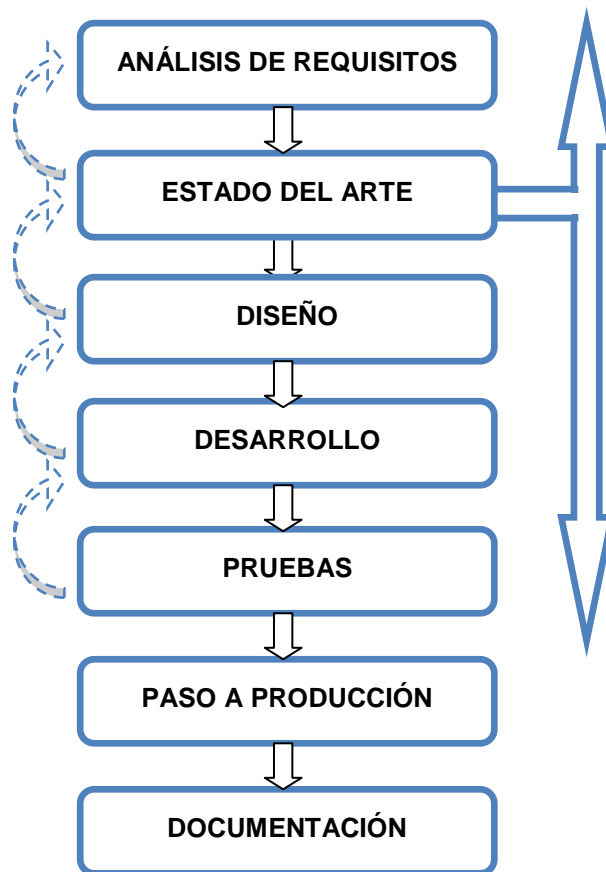 ANÁLISIS DE REQUISITOS
ESTADO DEL ARTE
DISEÑO
DESARROLLO
PRUEBAS
PASO A PRODUCCIÓN
DOCUMENTACIÓN